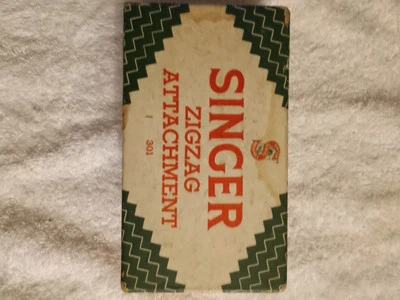 SINGER
ZIGZAG
ATTACHMENT
301